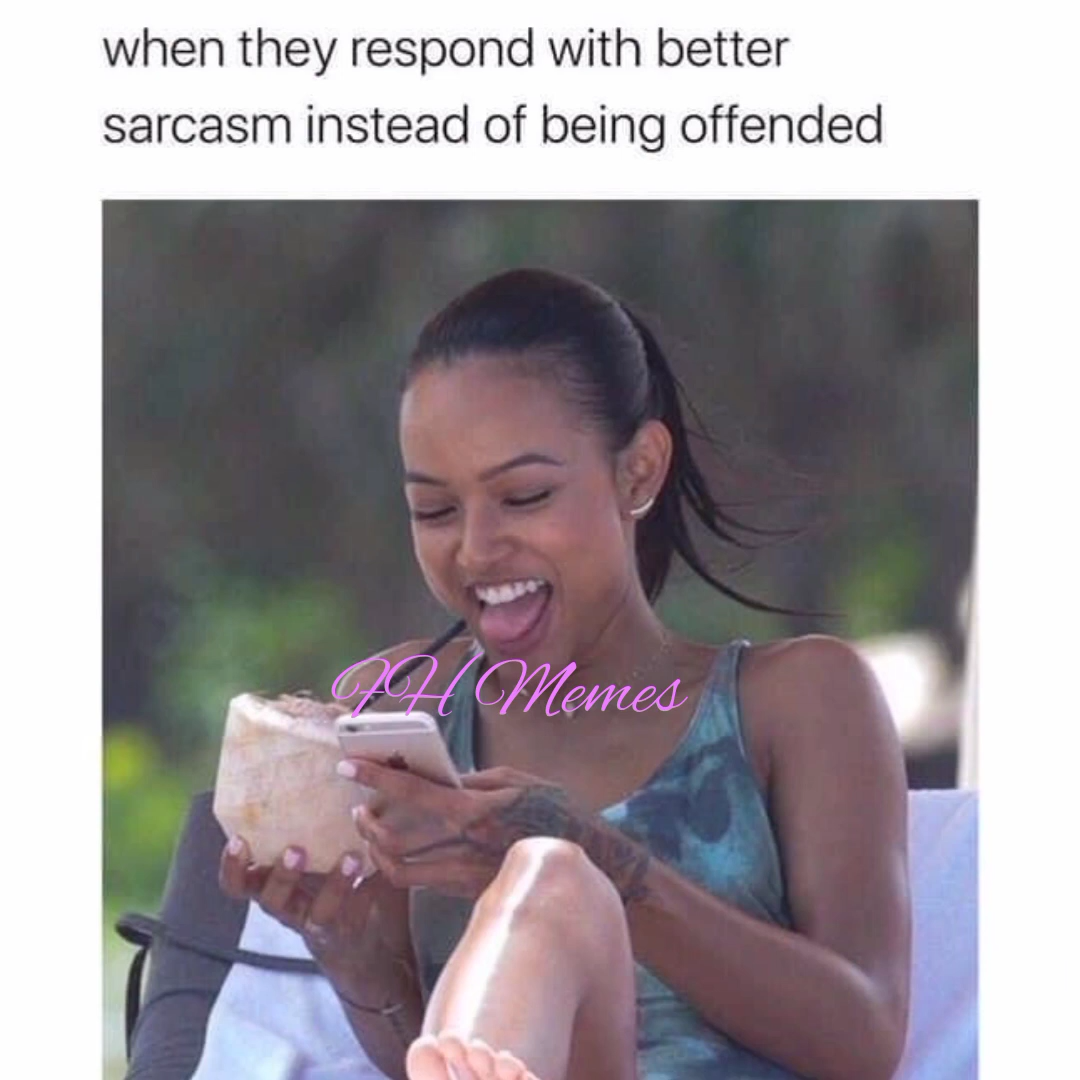 when they respond with better
sarcasm instead of being offended
FH Memes